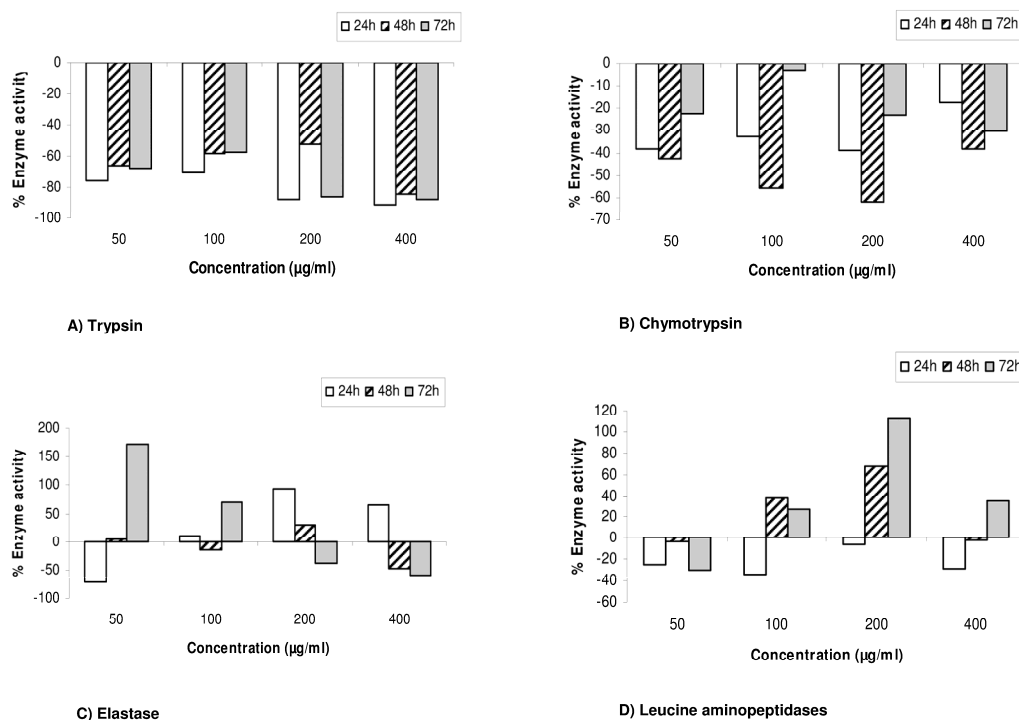 24h 48h 72h
% Enzyme activity
0
-20
-40
-60
-80
-100
50 100 200 400
Concentration (µg/ml)
A) Trypsin
24h 48h 72h
% Enzyme activity
0
-10
-20
-30
-40
-50
-60
-70
50 100 200 400
Concentration (µg/ml)
B) Chymotrypsin
24h 48h 72h
% Enzyme activity
200
150
100
50
0
-50
-100
50 100 200 400
Concentration (µg/ml)
C) Elastase
24h 48h 72h
% Enzyme activity
120
100
80
60
40
20
0
-20
-40
-60
50 100 200 400
Concentration (µg/ml)
D) Leucine aminopeptidases